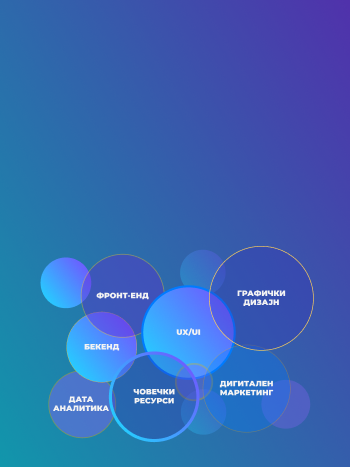 ФРОНТ-ЕНД
ГРАФИЧКИ
ДИЗАЈН
UX/UI
БЕКЕНД
ЧОВЕЧКИ
РЕСУРСИ
ДИГИТАЛЕН
МАРКЕТИНГ
ДАТА
АНАЛИТИКА